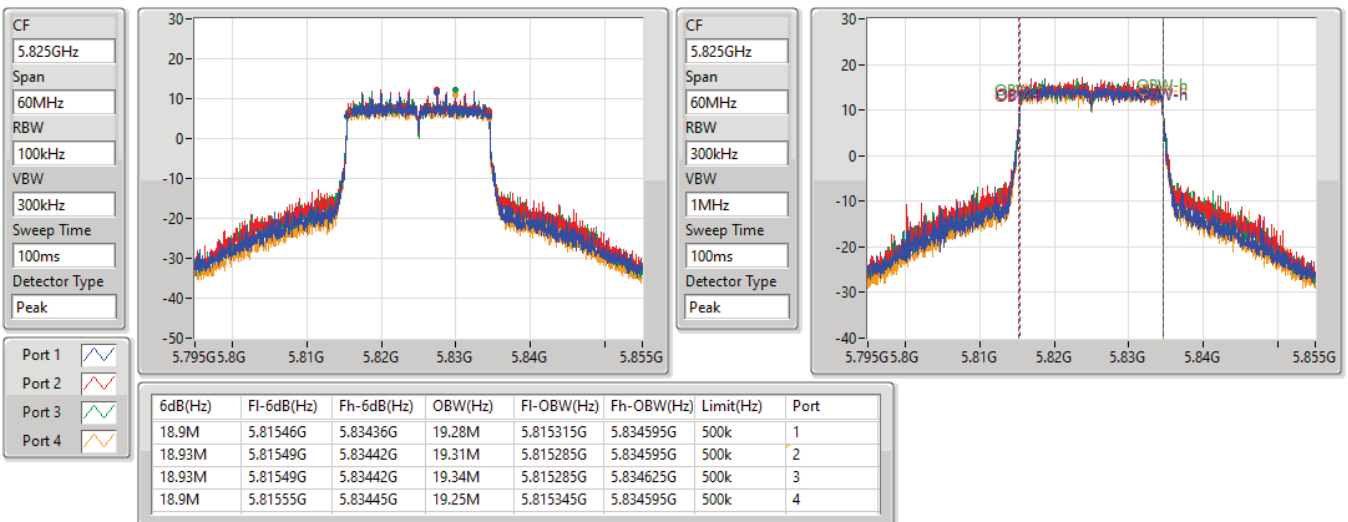 CF
5.825GHz
Span
60MHz
RBW
100kHz
VBW
300kHz
Sweep Time
100ms
Detector Type
Peak
30
20
10
0
-10
-20
-30
-40
-50
5.795G 5.8G 5.81G 5.82G 5.83G 5.84G 5.855G
CF
5.825GHz
Span
60MHz
RBW
300kHz
VBW
1MHz
Sweep Time
100ms
Detector Type
Peak
30
20
10
0
-10
-20
-30
-40
OBW-h
5.795G 5.8G 5.81G 5.82G 5.83G 5.84G 5.855G
Port 1
Port 2
Port 3
Port 4
6dB(Hz) Fl-6dB(Hz) Fh-6dB(Hz) OBW(Hz) Fl-OBW(Hz) Fh-OBW(Hz) Limit(Hz) Port
18.9M 5.81546G 5.83436G 19.28M 5.815315G 5.834595G 500k 1
18.93M 5.81549G 5.83442G 19.31M 5.815285G 5.834595G 500k 2
18.93M 5.81549G 5.83442G 19.34M 5.815285G 5.834625G 500k 3
18.9M 5.81555G 5.83445G 19.25M 5.815345G 5.834595G 500k 4